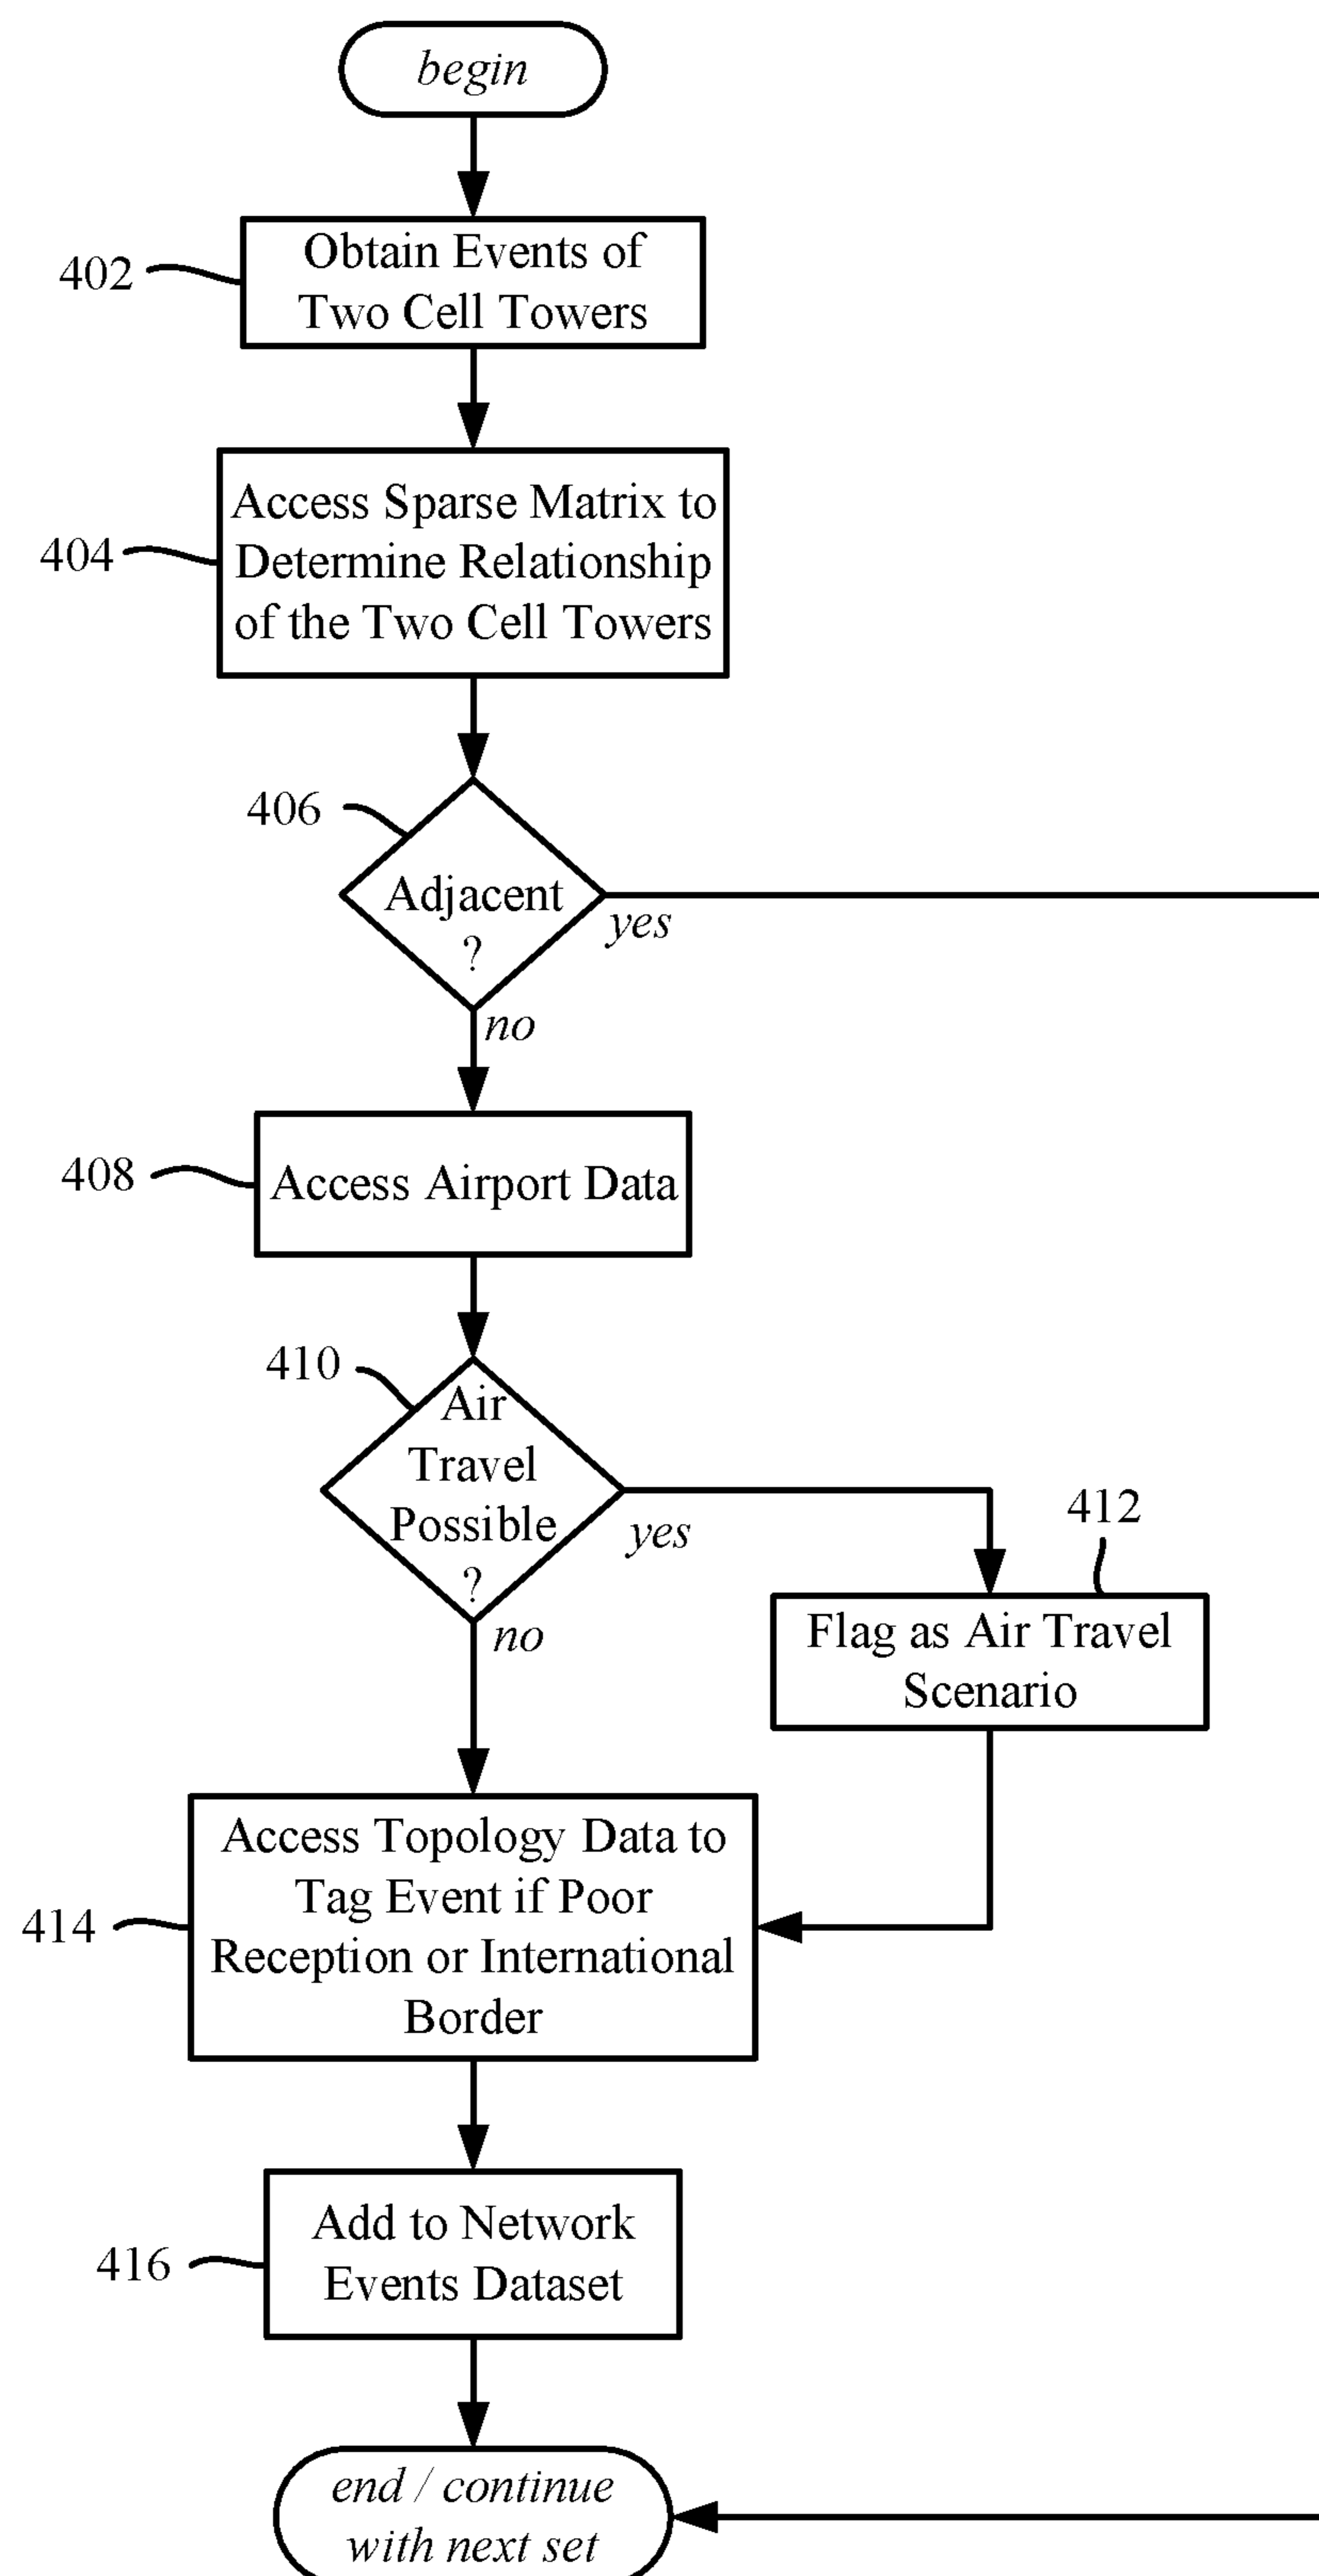 begin
402
Obtain Events of
Two Cell Towers
404
Access Sparse Matrix to
Determine Relationship
of the Two Cell Towers
406
Adjacent
?
yes
no
408
Access Airport Data
410
Air
Travel
Possible
?
yes
no
412
Flag as Air Travel
Scenario
414
Access Topology Data to
Tag Event if Poor
Reception or International
Border
416
Add to Network
Events Dataset
end / continue
with next set